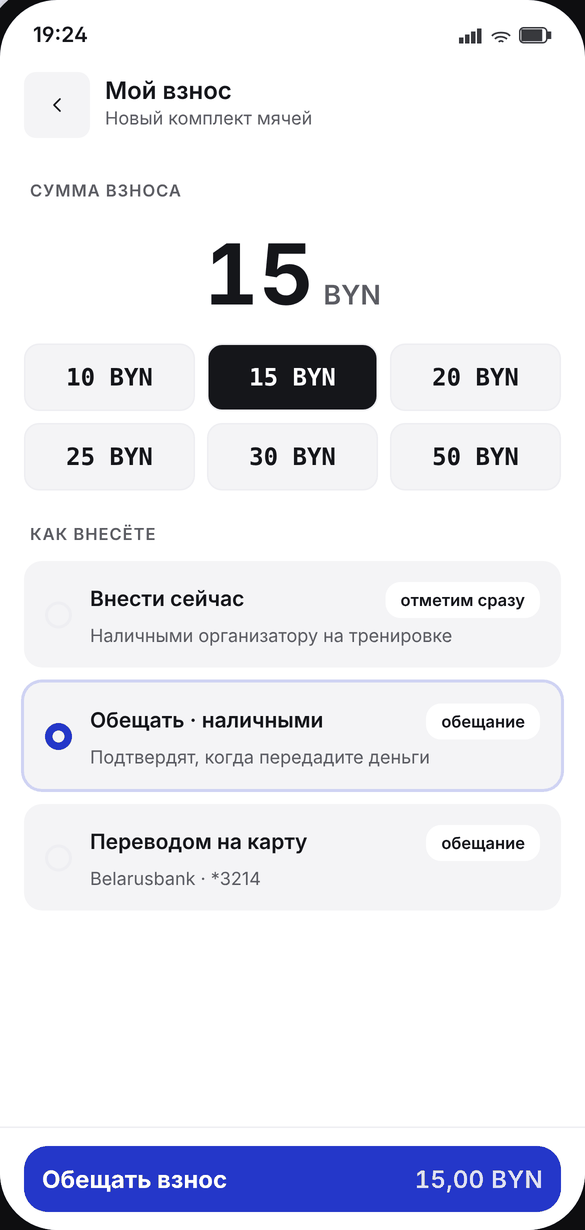 19:24
Мой взнос
Новый комплект мячей
СУММА ВЗНОСА
15 BYN
10 BYN
15 BYN
20 BYN
25 BYN
30 BYN
50 BYN
КАК ВНЕСЁТЕ
Внести сейчас
отметим сразу
Наличными организатору на тренировке
Обещать · наличными
обещание
Подтвердят, когда передадите деньги
Переводом на карту
обещание
Belarusbank · *3214
Обещать взнос
15,00 BYN